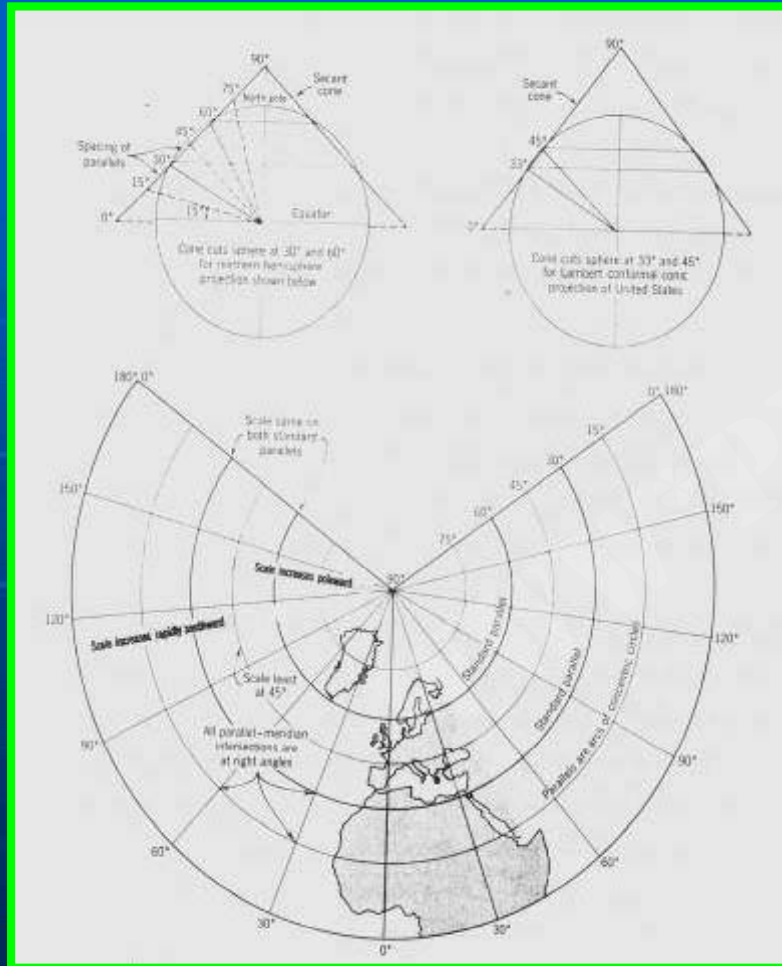 90°
75°
North pole
60°
45°
Spacing of
parallels
30°
15°
0°
15°
Equator
Secant
cone
Cone cuts sphere at 30° and 60°
for northern hemisphere
projection shown below
90°
Secant
cone
45°
33°
0°
Cone cuts sphere at 33° and 45°
for Lambert conformal conic
projection of United States
180° 0°
0° 180°
Scale same on
both standard
parallels
15°
30°
45°
60°
75°
90°
150°
150°
Scale increases poleward
120°
120°
Scale increases rapidly southward
Scale least
at 45°
Standard parallel
Standard parallel
Parallels are arcs of concentric circles
All parallel-meridian
intersections are
at right angles
90°
90°
60°
60°
30°
30°
0°